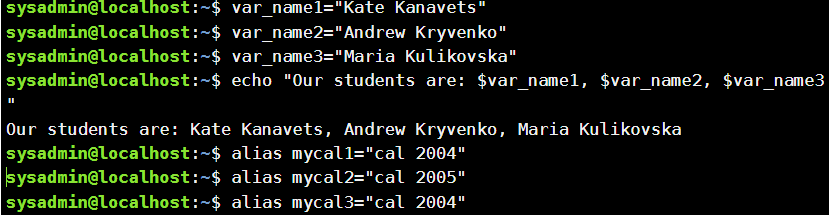 sysadmin@localhost:~$ var_name1="Kate Kanavets"
sysadmin@localhost:~$ var_name2="Andrew Kryvenko"
sysadmin@localhost:~$ var_name3="Maria Kulikovska"
sysadmin@localhost:~$ echo "Our students are: $var_name1, $var_name2, $var_name3
"
Our students are: Kate Kanavets, Andrew Kryvenko, Maria Kulikovska
sysadmin@localhost:~$ alias mycal1="cal 2004"
sysadmin@localhost:~$ alias mycal2="cal 2005"
sysadmin@localhost:~$ alias mycal3="cal 2004"